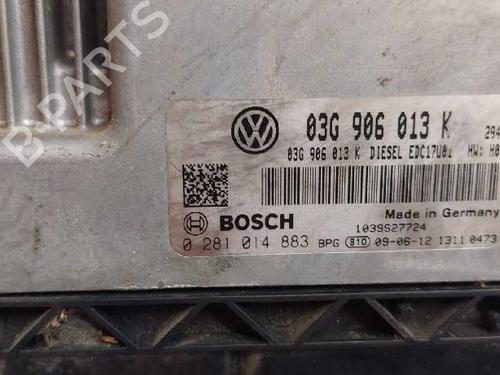 03G 906 013 K 294
03G 906 013 K DIESEL EDC17U01 HW: H0
Made in Germany
BOSCH 1039S27724
0 281 014 883 BPG 810 09-06-12 1311 0473
B-PARTS